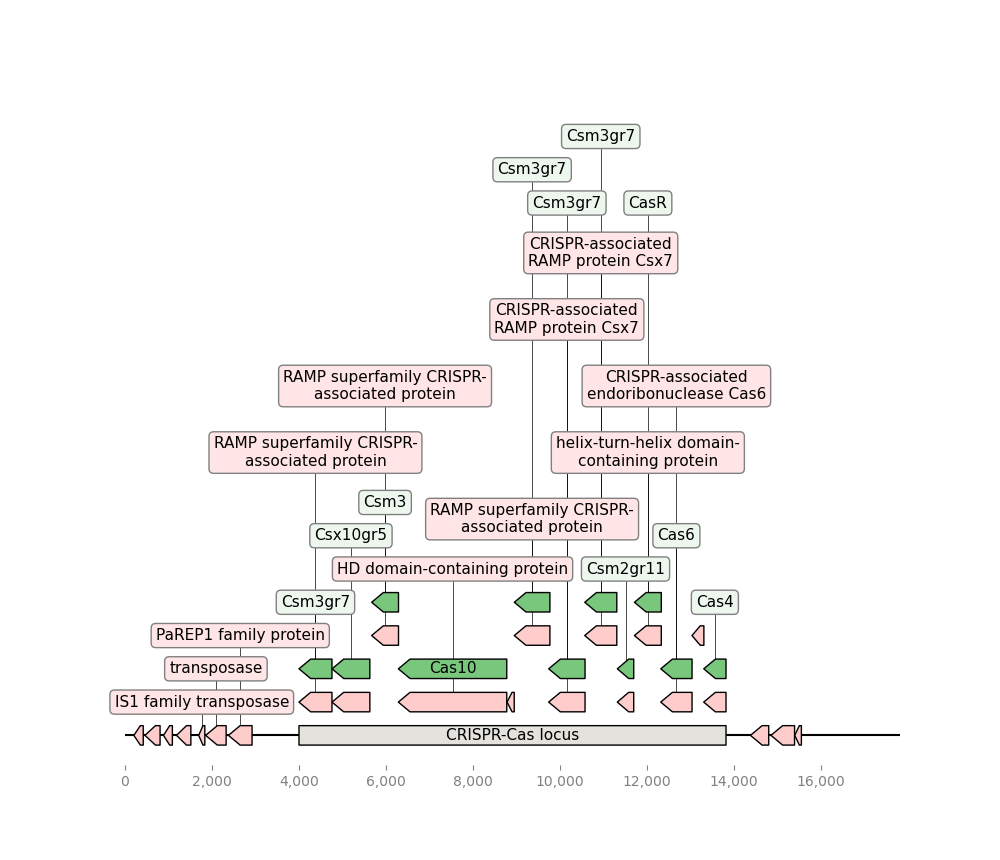 Csm3gr7
Csm3gr7
Csm3gr7
CasR
CRISPR-associated
RAMP protein Csx7
CRISPR-associated
RAMP protein Csx7
RAMP superfamily CRISPR-
associated protein
CRISPR-associated
endoribonuclease Cas6
RAMP superfamily CRISPR-
associated protein
helix-turn-helix domain-
containing protein
Csm3
RAMP superfamily CRISPR-
associated protein
Csx10gr5
Cas6
HD domain-containing protein
Csm2gr11
Csm3gr7
Cas4
PaREP1 family protein
transposase
Cas10
IS1 family transposase
CRISPR-Cas locus
0
2,000
4,000
6,000
8,000
10,000
12,000
14,000
16,000